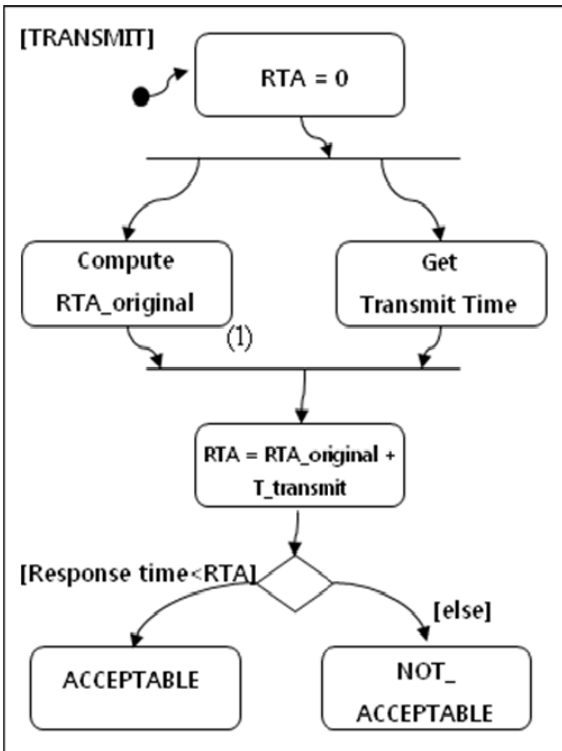 [TRANSMIT]
RTA = 0
Compute
RTA_original
(1)
Get
Transmit Time
RTA = RTA_original +
T_transmit
[Response time<RTA]
[else]
ACCEPTABLE
NOT_
ACCEPTABLE